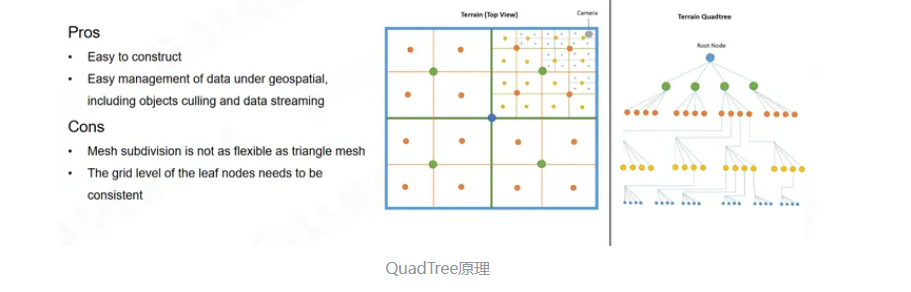 Pros
• Easy to construct
• Easy management of data under geospatial,
including objects culling and data streaming
Cons
• Mesh subdivision is not as flexible as triangle mesh
• The grid level of the leaf nodes needs to be
consistent
Terrain (Top View)
Camera
Terrain Quadtree
Root Node
QuadTree原理